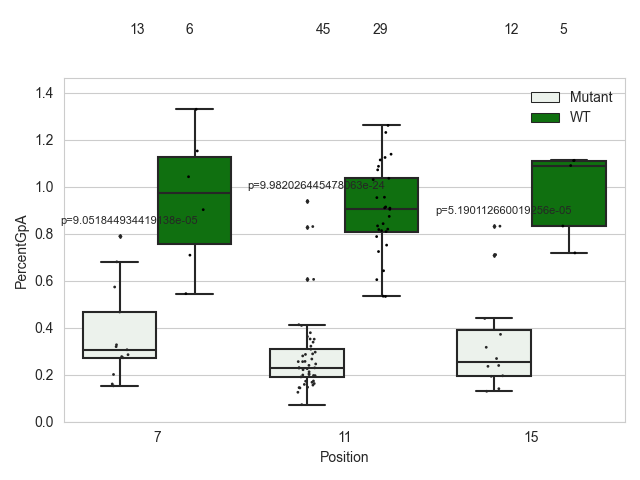 13 6 45 29 12 5
1.4
Mutant
WT
1.2
p=9.982026445478063e-24
1.0
p=5.190112660019256e-05
p=9.051844934419138e-05
0.8
PercentGpA
0.6
0.4
0.2
0.0
7 11 15
Position